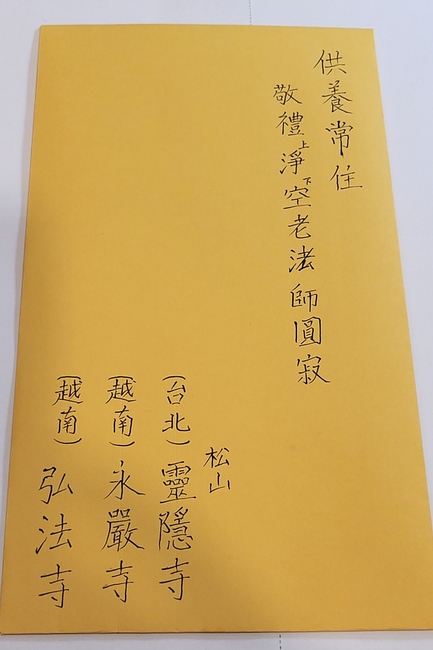 供養常住
敬禮上淨下空老法師圓寂
松山
(台北)靈隱寺
(越南)永嚴寺
(越南)弘法寺